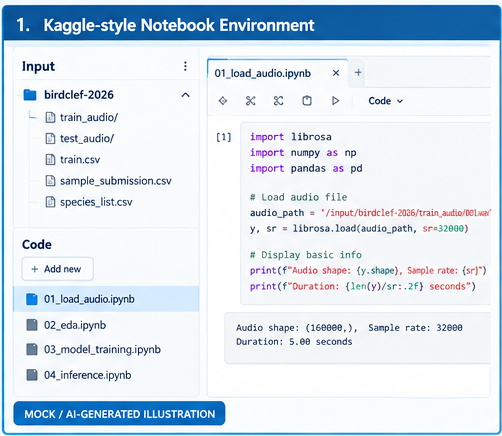 1. Kaggle-style Notebook Environment
Input
birdclef-2026
train_audio/
test_audio/
train.csv
sample_submission.csv
species_list.csv
Code
+ Add new
01_load_audio.ipynb
02_eda.ipynb
03_model_training.ipynb
04_inference.ipynb
01_load_audio.ipynb × +
Code
[1]
import librosa
import numpy as np
import pandas as pd
# Load audio file
audio_path = '/input/birdclef-2026/train_audio/001.wav'
y, sr = librosa.load(audio_path, sr=32000)
# Display basic info
print(f"Audio shape: {y.shape}, Sample rate: {sr}")
print(f"Duration: {len(y)/sr:.2f} seconds")
Audio shape: (160000,), Sample rate: 32000
Duration: 5.00 seconds
MOCK / AI-GENERATED ILLUSTRATION